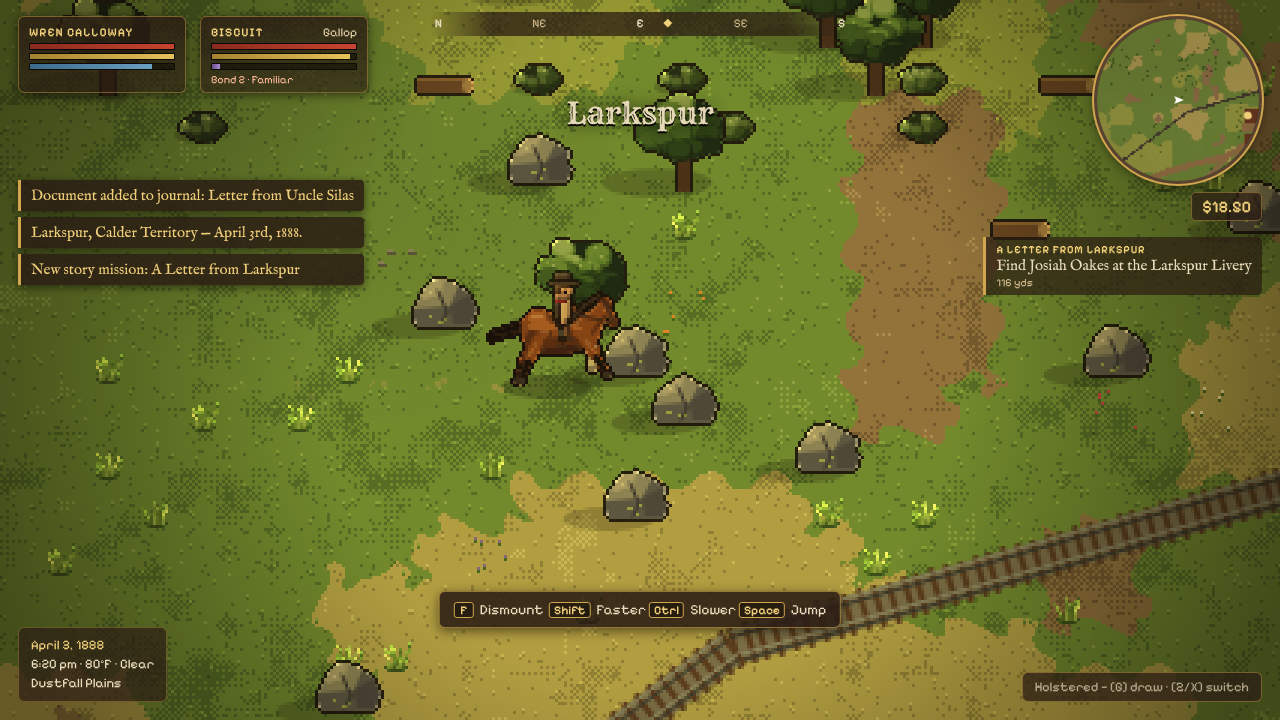 WREN CALLOWAY
BISCUIT Gallop
Bond 2 · Familiar
N NE E SE S
Larkspur
Document added to journal: Letter from Uncle Silas
Larkspur, Calder Territory – April 3rd, 1888.
New story mission: A Letter from Larkspur
$18.80
A LETTER FROM LARKSPUR
Find Josiah Oakes at the Larkspur Livery
116 yds
F Dismount Shift Faster Ctrl Slower Space Jump
April 3, 1888
6:20 pm · 80°F · Clear
Dustfall Plains
Holstered - (G) draw · (Z/X) switch